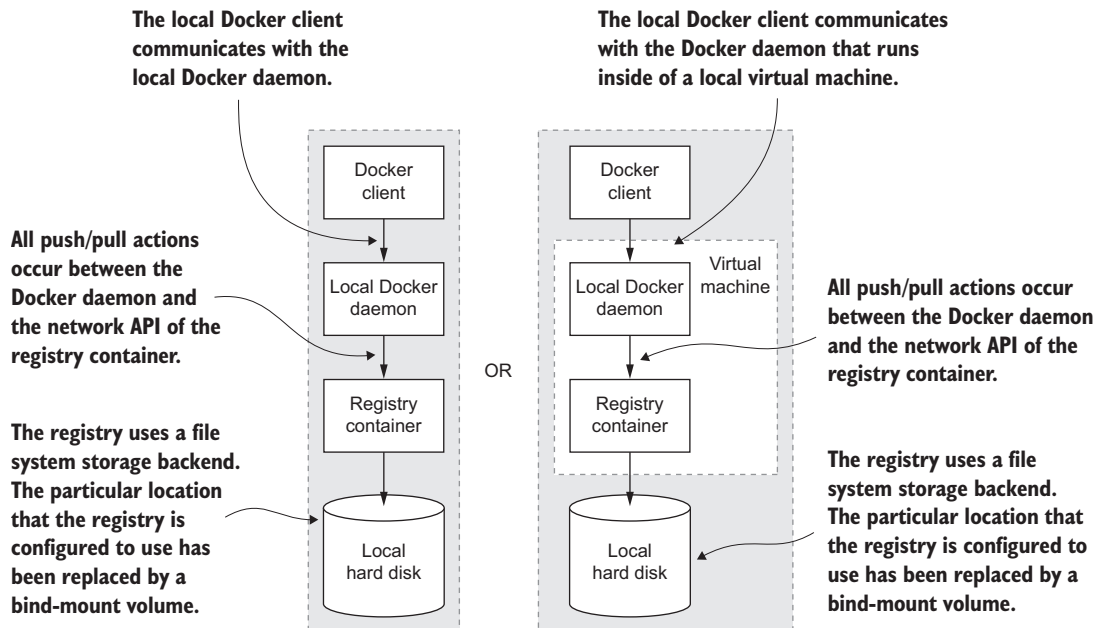 The local Docker client
communicates with the
local Docker daemon.
The local Docker client communicates
with the Docker daemon that runs
inside of a local virtual machine.
Docker
client
Local Docker
daemon
Registry
container
Local
hard disk
All push/pull actions
occur between the
Docker daemon and
the network API of the
registry container.
The registry uses a file
system storage backend.
The particular location
that the registry is
configured to use has
been replaced by a
bind-mount volume.
OR
Docker
client
Virtual
machine
Local Docker
daemon
Registry
container
Local
hard disk
All push/pull actions occur
between the Docker daemon
and the network API of the
registry container.
The registry uses a file
system storage backend.
The particular location that
the registry is configured to
use has been replaced by a
bind-mount volume.